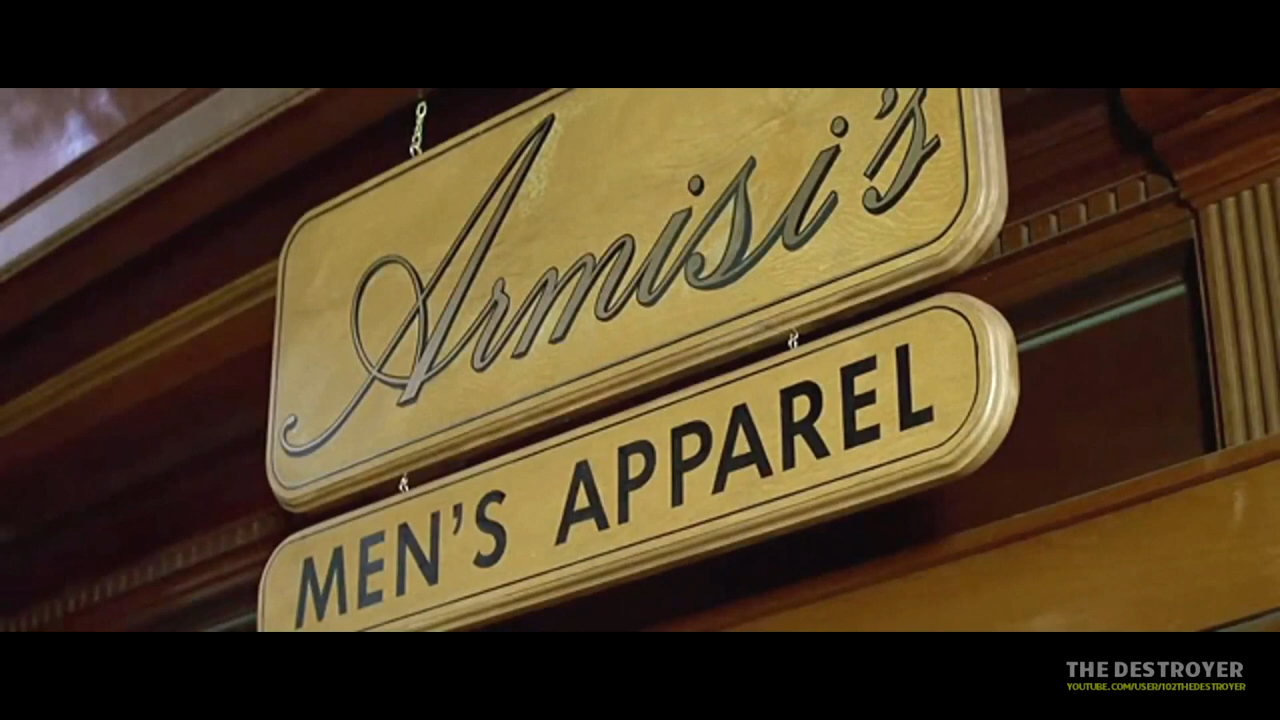 Armisi's
MEN'S APPAREL
THE DESTROYER
YOUTUBE.COM/USER/102THEDESTROYER